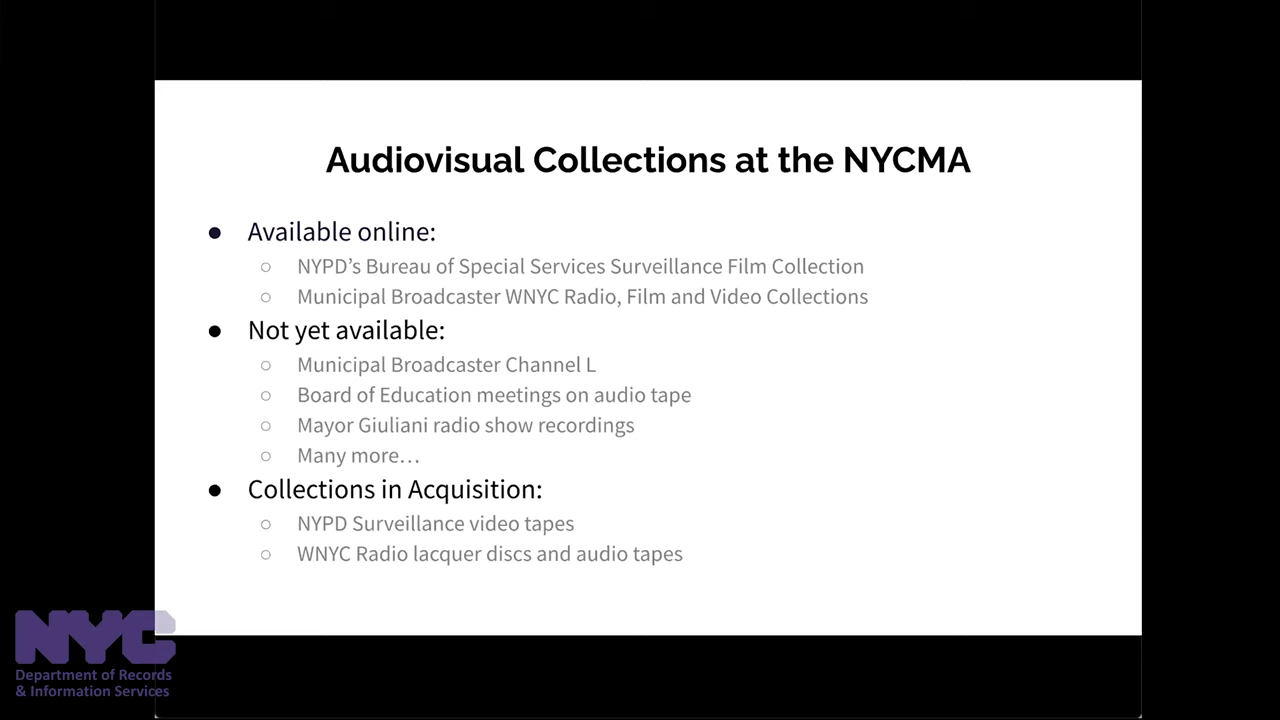 Audiovisual Collections at the NYCMA
● Available online:
○ NYPD’s Bureau of Special Services Surveillance Film Collection
○ Municipal Broadcaster WNYC Radio, Film and Video Collections
● Not yet available:
○ Municipal Broadcaster Channel L
○ Board of Education meetings on audio tape
○ Mayor Giuliani radio show recordings
○ Many more…
● Collections in Acquisition:
○ NYPD Surveillance video tapes
○ WNYC Radio lacquer discs and audio tapes
NYC
Department of Records
& Information Services